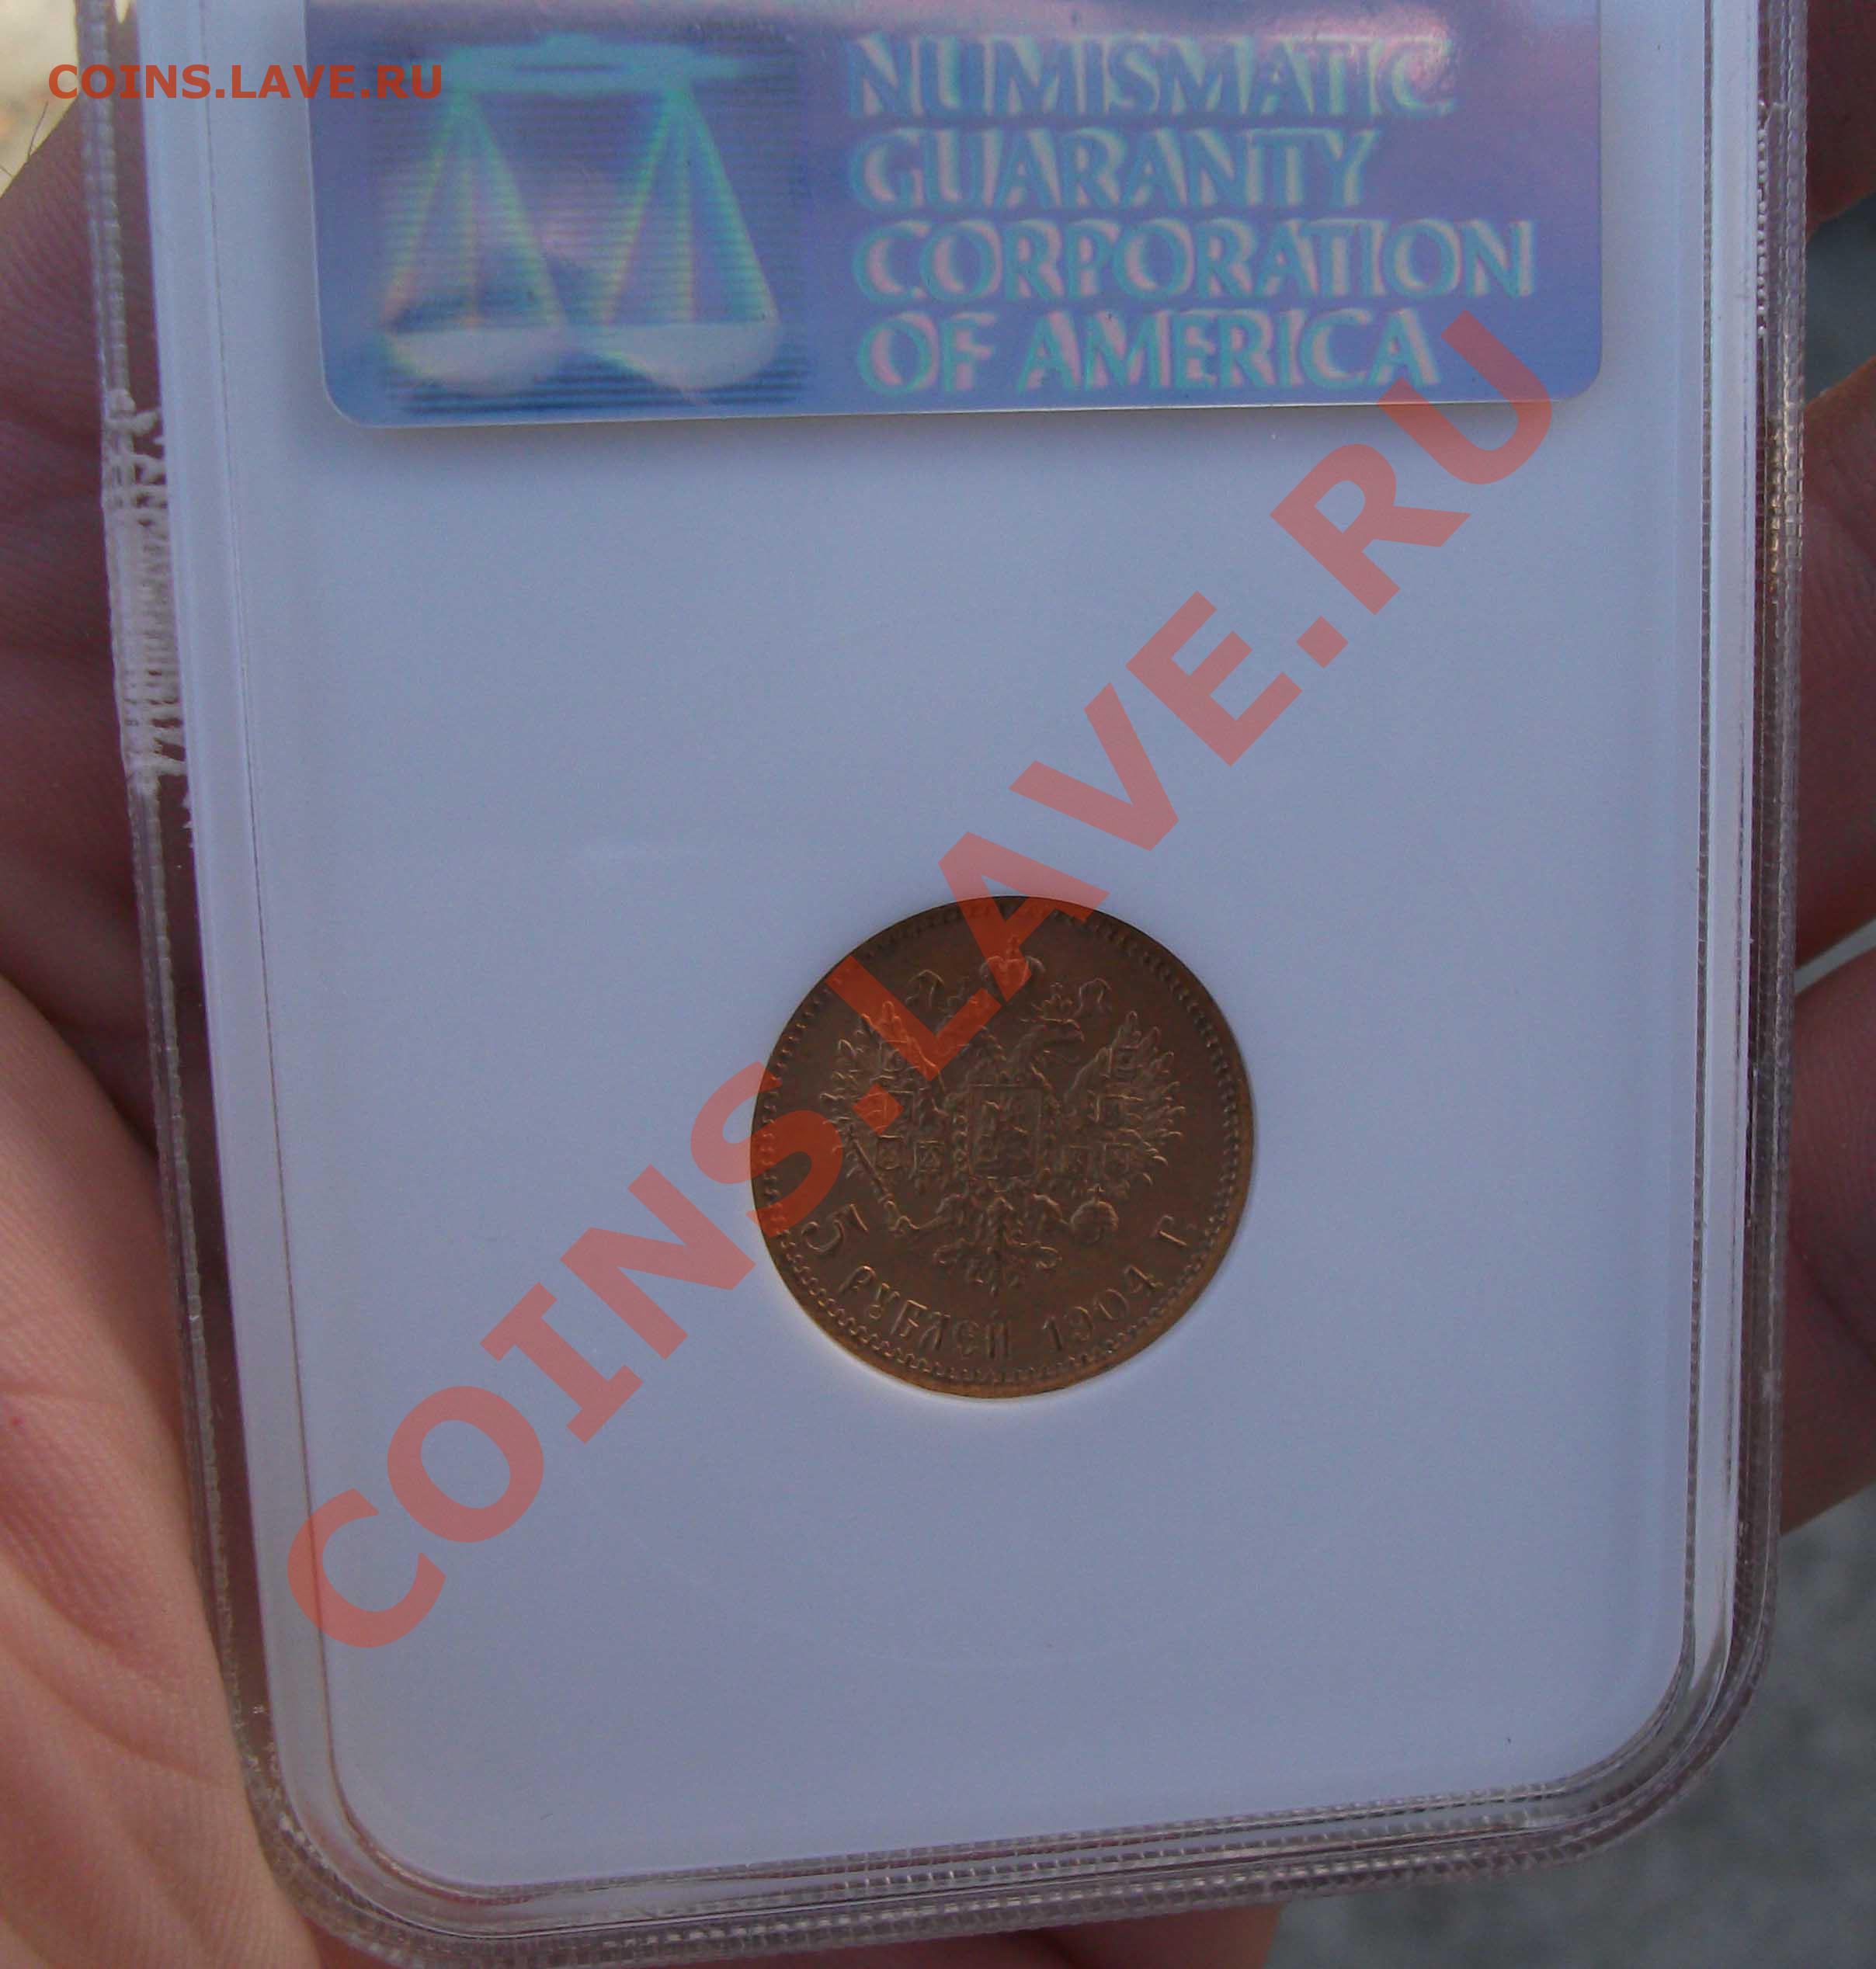 COINS.LAVE.RU
NUMISMATIC
GUARANTY
CORPORATION
OF AMERICA
COINS.LAVE.RU
5 РУБЛЕЙ 1904 Г.